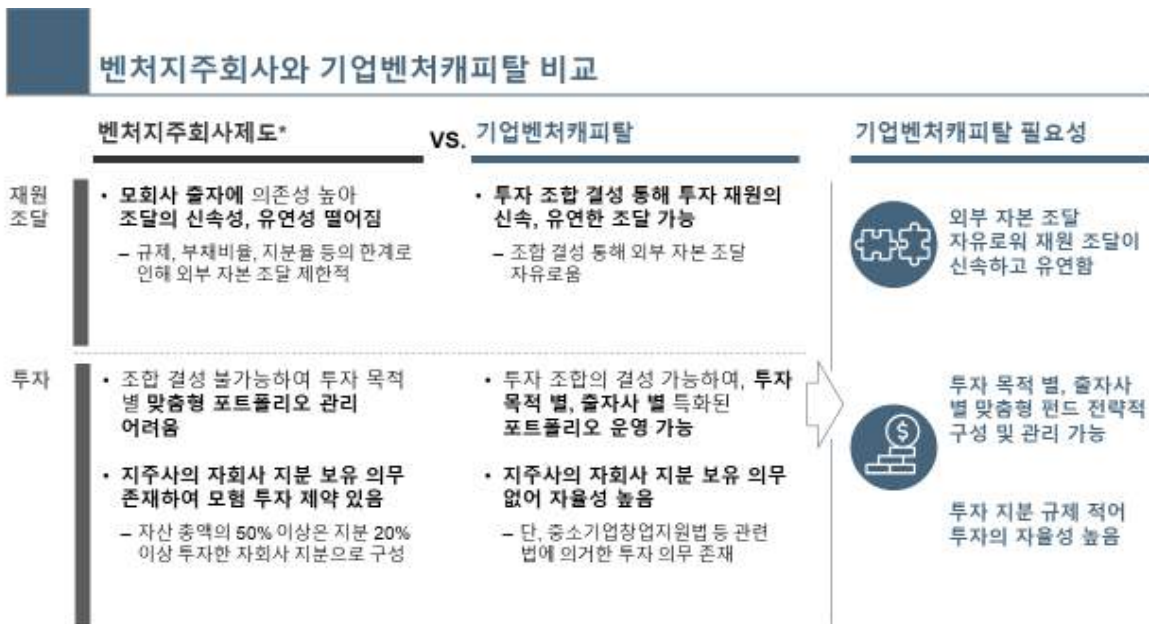 벤처지주회사와 기업벤처캐피탈 비교
벤처지주회사제도*
vs.
기업벤처캐피탈
기업벤처캐피탈 필요성
재원
조달
• 모회사 출자에 의존성 높아
조달의 신속성, 유연성 떨어짐
– 규제, 부채비율, 지분율 등의 한계로
인해 외부 자본 조달 제한적
• 투자 조합 결성 통해 투자 재원의
신속, 유연한 조달 가능
– 조합 결성 통해 외부 자본 조달
자유로움
외부 자본 조달
자유로워 재원 조달이
신속하고 유연함
투자
• 조합 결성 불가능하여 투자 목적
별 맞춤형 포트폴리오 관리
어려움
• 지주사의 자회사 지분 보유 의무
존재하여 모험 투자 제약 있음
– 자산 총액의 50% 이상은 지분 20%
이상 투자한 자회사 지분으로 구성
• 투자 조합의 결성 가능하여, 투자
목적 별, 출자사 별 특화된
포트폴리오 운영 가능
• 지주사의 자회사 지분 보유 의무
없어 자율성 높음
– 단, 중소기업창업지원법 등 관련
법에 의거한 투자 의무 존재
투자 목적 별, 출자사
별 맞춤형 펀드 전략적
구성 및 관리 가능
투자 지분 규제 적어
투자의 자율성 높음